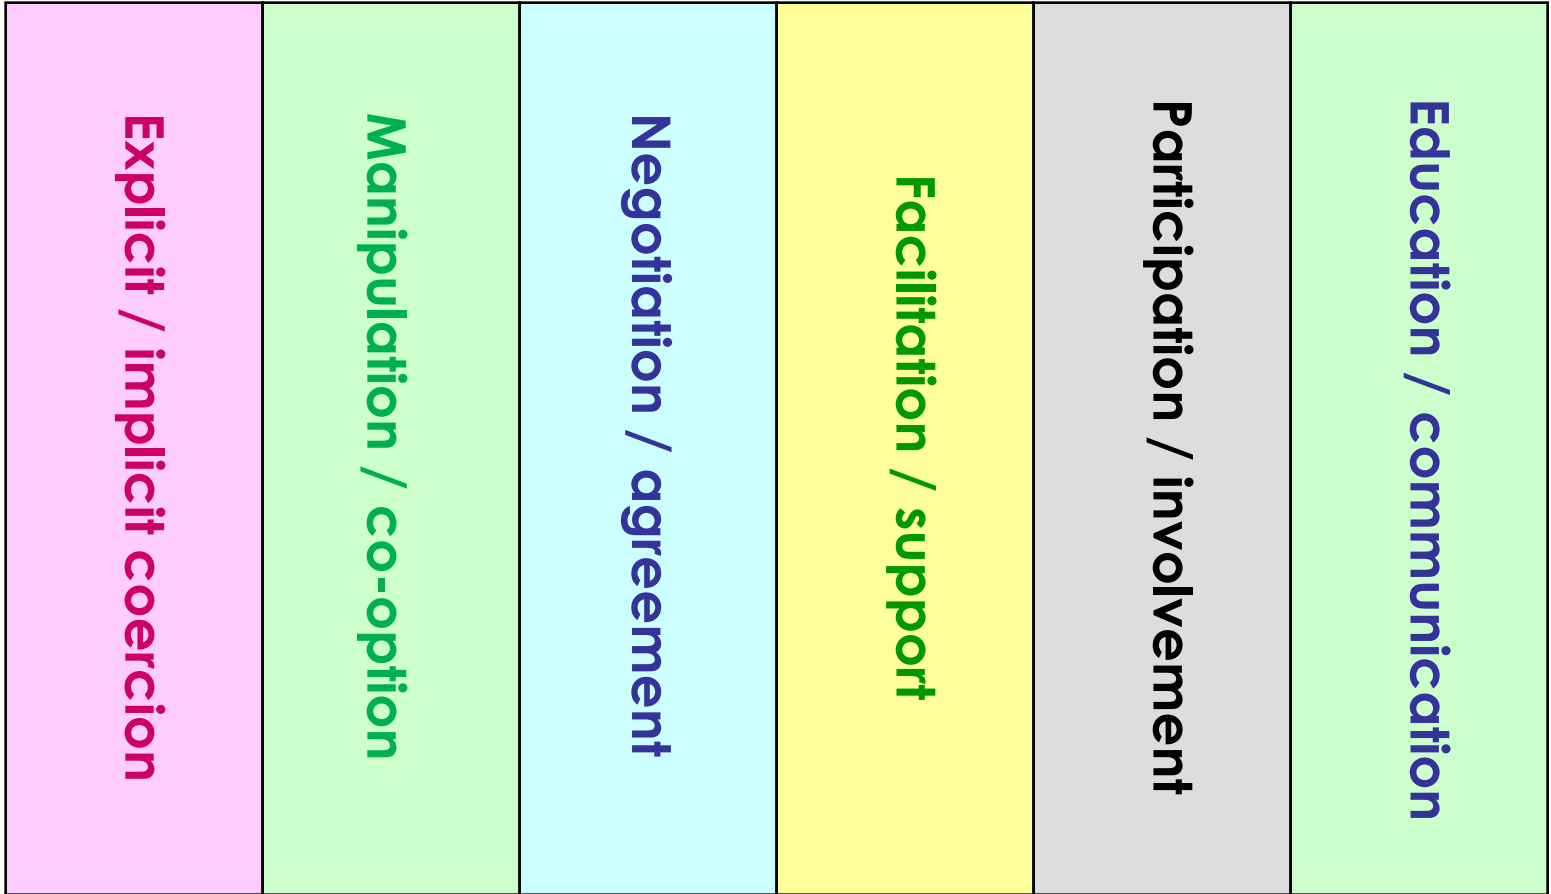 Education / communication
Participation / involvement
Facilitation / support
Negotiation / agreement
Manipulation / co-option
Explicit / implicit coercion